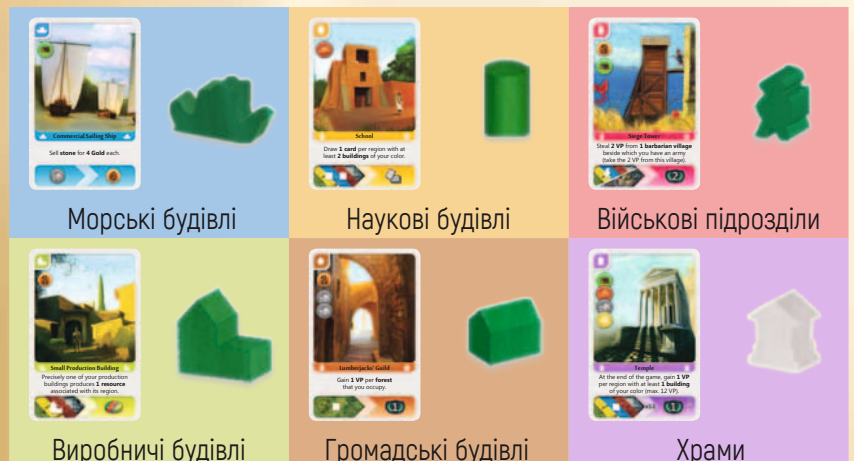 Commercial Sailing Ship
Sell stone for 4 Gold each.
Морські будівлі
School
Draw 1 card per region with at
least 2 buildings of your color.
Наукові будівлі
Siege Tower
Steal 2 VP from 1 barbarian village
beside which you have an army
(take the 2 VP from this village).
2
Військові підрозділи
Small Production Building
Precisely one of your production
buildings produces 1 resource
associated with its region.
Виробничі будівлі
Lumberjacks' Guild
Gain 1 VP per forest
that you occupy.
1
Громадські будівлі
Temple
At the end of the game, gain 1 VP
per region with at least 1 building
of your color (max. 12 VP).
1
Храми